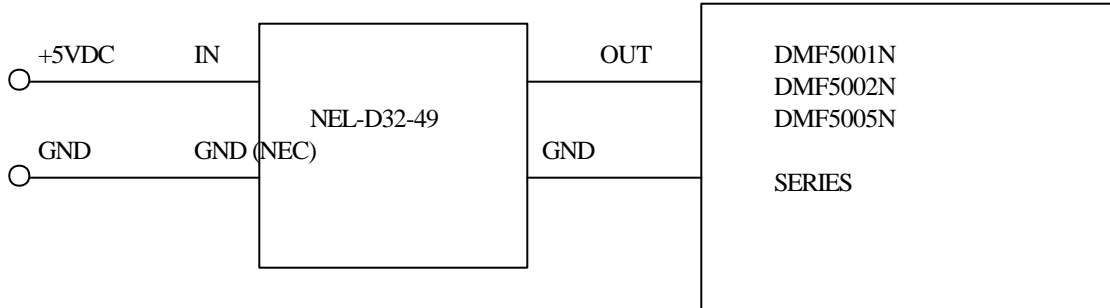 +5VDC IN OUT DMF5001N
DMF5002N
NEL-D32-49 DMF5005N
GND GND (NEC) GND
SERIES